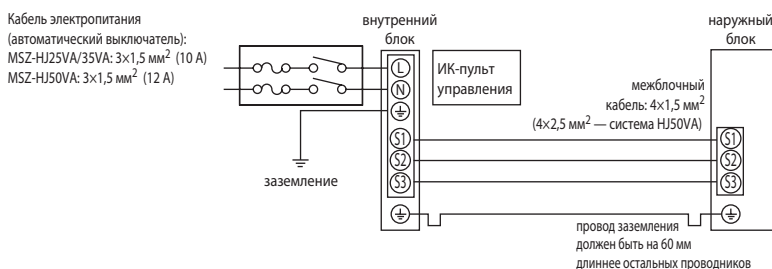 Кабель электропитания
(автоматический выключатель):
MSZ-HJ25VA/35VA: 3×1,5 мм² (10 А)
MSZ-HJ50VA: 3×1,5 мм² (12 А)
внутренний
блок
наружный
блок
L
N
ИК-пульт
управления
межблочный
кабель: 4×1,5 мм²
(4×2,5 мм² — система HJ50VA)
S1
S2
S3
S1
S2
S3
заземление
провод заземления
должен быть на 60 мм
длиннее остальных проводников